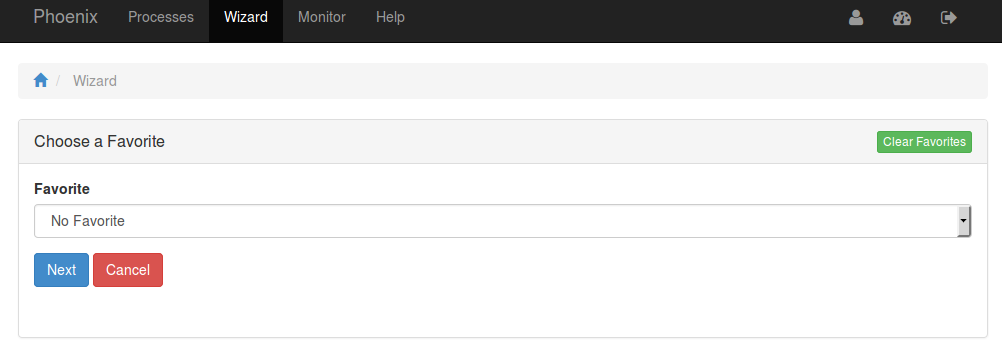 Phoenix Processes Wizard Monitor Help
/ Wizard
Choose a Favorite Clear Favorites
Favorite
No Favorite
Next Cancel